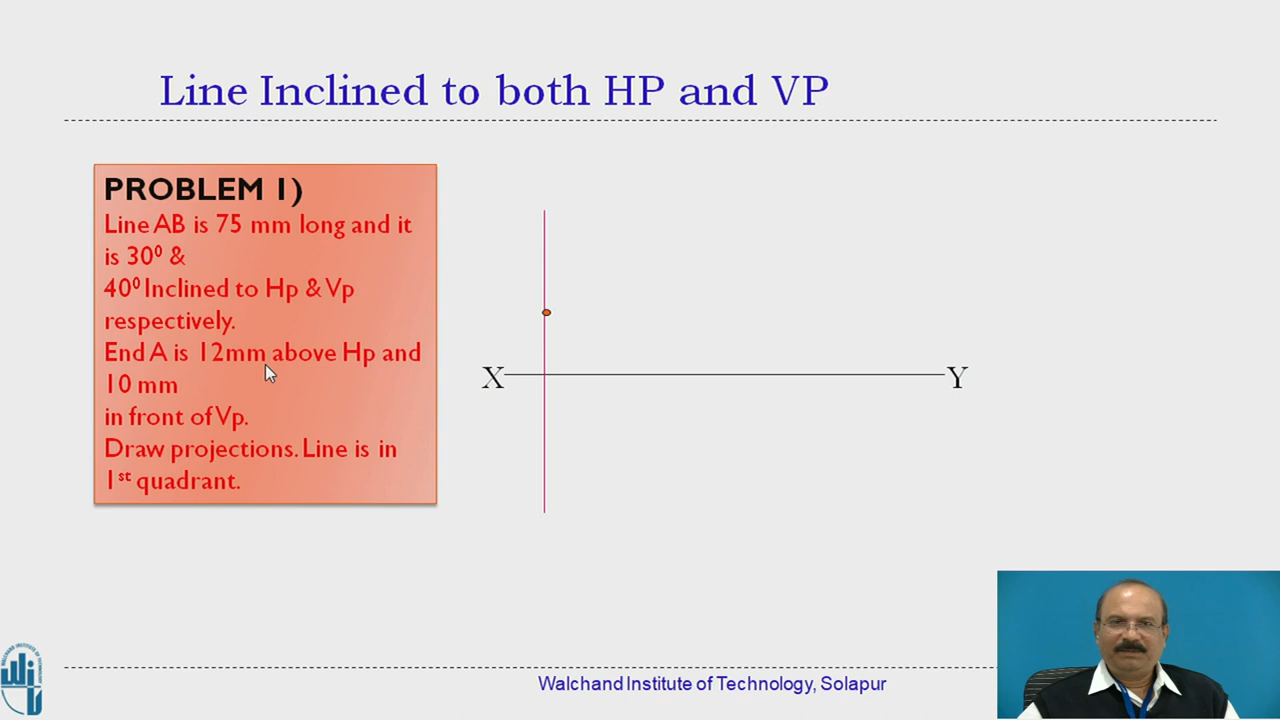 Line Inclined to both HP and VP
PROBLEM 1)
Line AB is 75 mm long and it
is 30⁰ &
40⁰ Inclined to Hp & Vp
respectively.
End A is 12mm above Hp and
10 mm
in front of Vp.
Draw projections. Line is in
1st quadrant.
X
Y
Walchand Institute of Technology, Solapur